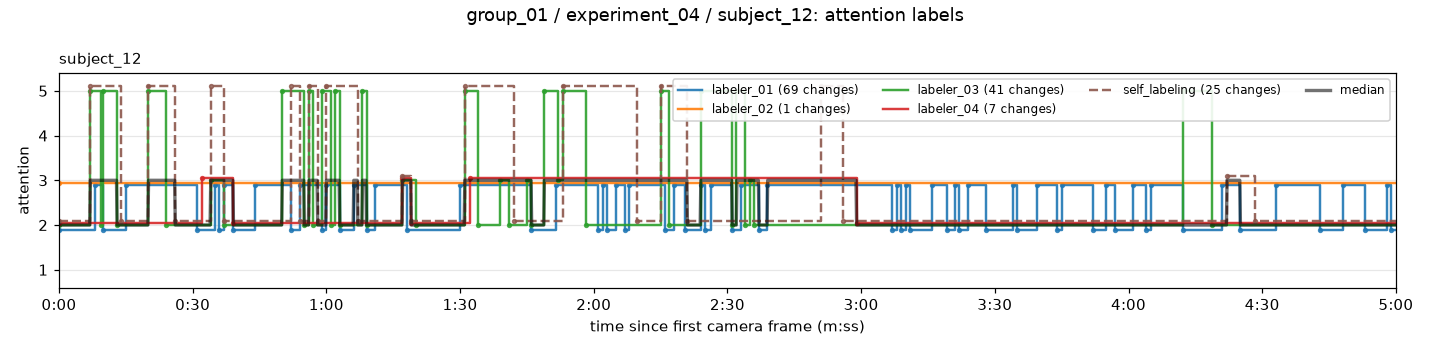 group_01 / experiment_04 / subject_12: attention labels
subject_12
labeler_01 (69 changes)
labeler_02 (1 changes)
labeler_03 (41 changes)
labeler_04 (7 changes)
self_labeling (25 changes)
median
attention
5
4
3
2
1
0:00 0:30 1:00 1:30 2:00 2:30 3:00 3:30 4:00 4:30 5:00
time since first camera frame (m:ss)